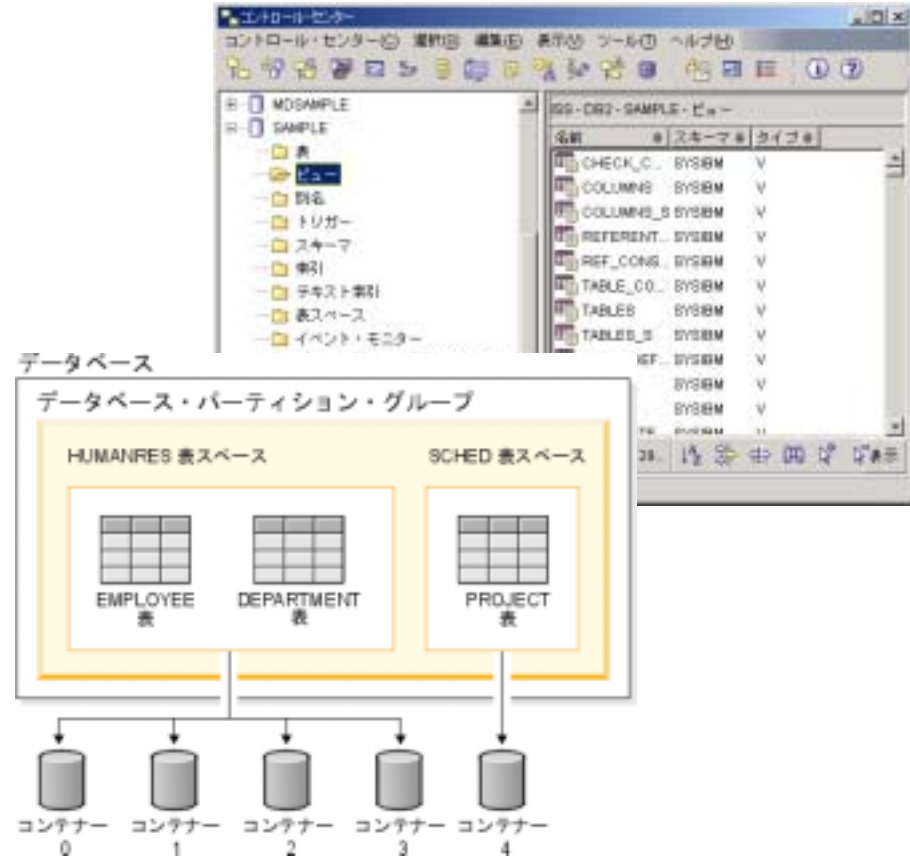 コントロール・センター
コントロール・センター(C) 選択(S) 編集(E) 表示(V) ツール(T) ヘルプ(H)
MDSAMPLE
SAMPLE
表
ビュー
別名
トリガー
スキーマ
索引
テキスト索引
表スペース
イベント・モニター
ISS - DB2 - SAMPLE - ビュー
名前 スキーマ タイプ
CHECK_C... SYSIBM V
COLUMNS SYSIBM V
COLUMNS_S SYSIBM V
REFERENT... SYSIBM V
REF_CONS... SYSIBM V
TABLE_CO... SYSIBM V
TABLES SYSIBM V
TABLES_S SYSIBM V
SYSIBM V
SYSIBM V
SYSIBM V
表示
データベース
データベース・パーティション・グループ
HUMANRES 表スペース
SCHED 表スペース
EMPLOYEE
表
DEPARTMENT
表
PROJECT
表
コンテナー
0
コンテナー
1
コンテナー
2
コンテナー
3
コンテナー
4